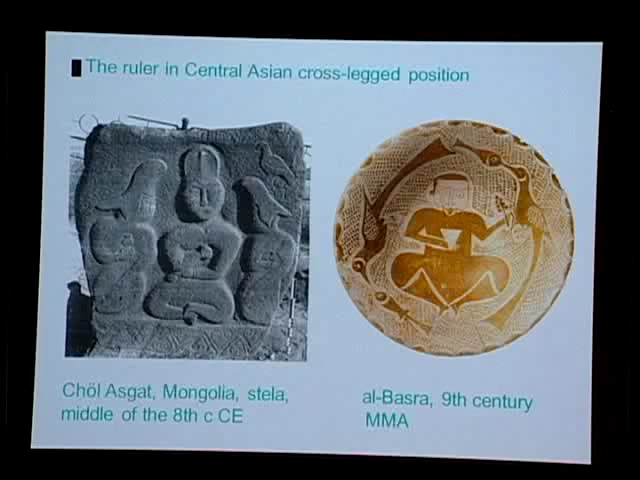 The ruler in Central Asian cross-legged position
Chöl Asgat, Mongolia, stela,
middle of the 8th c CE
al-Basra, 9th century
MMA